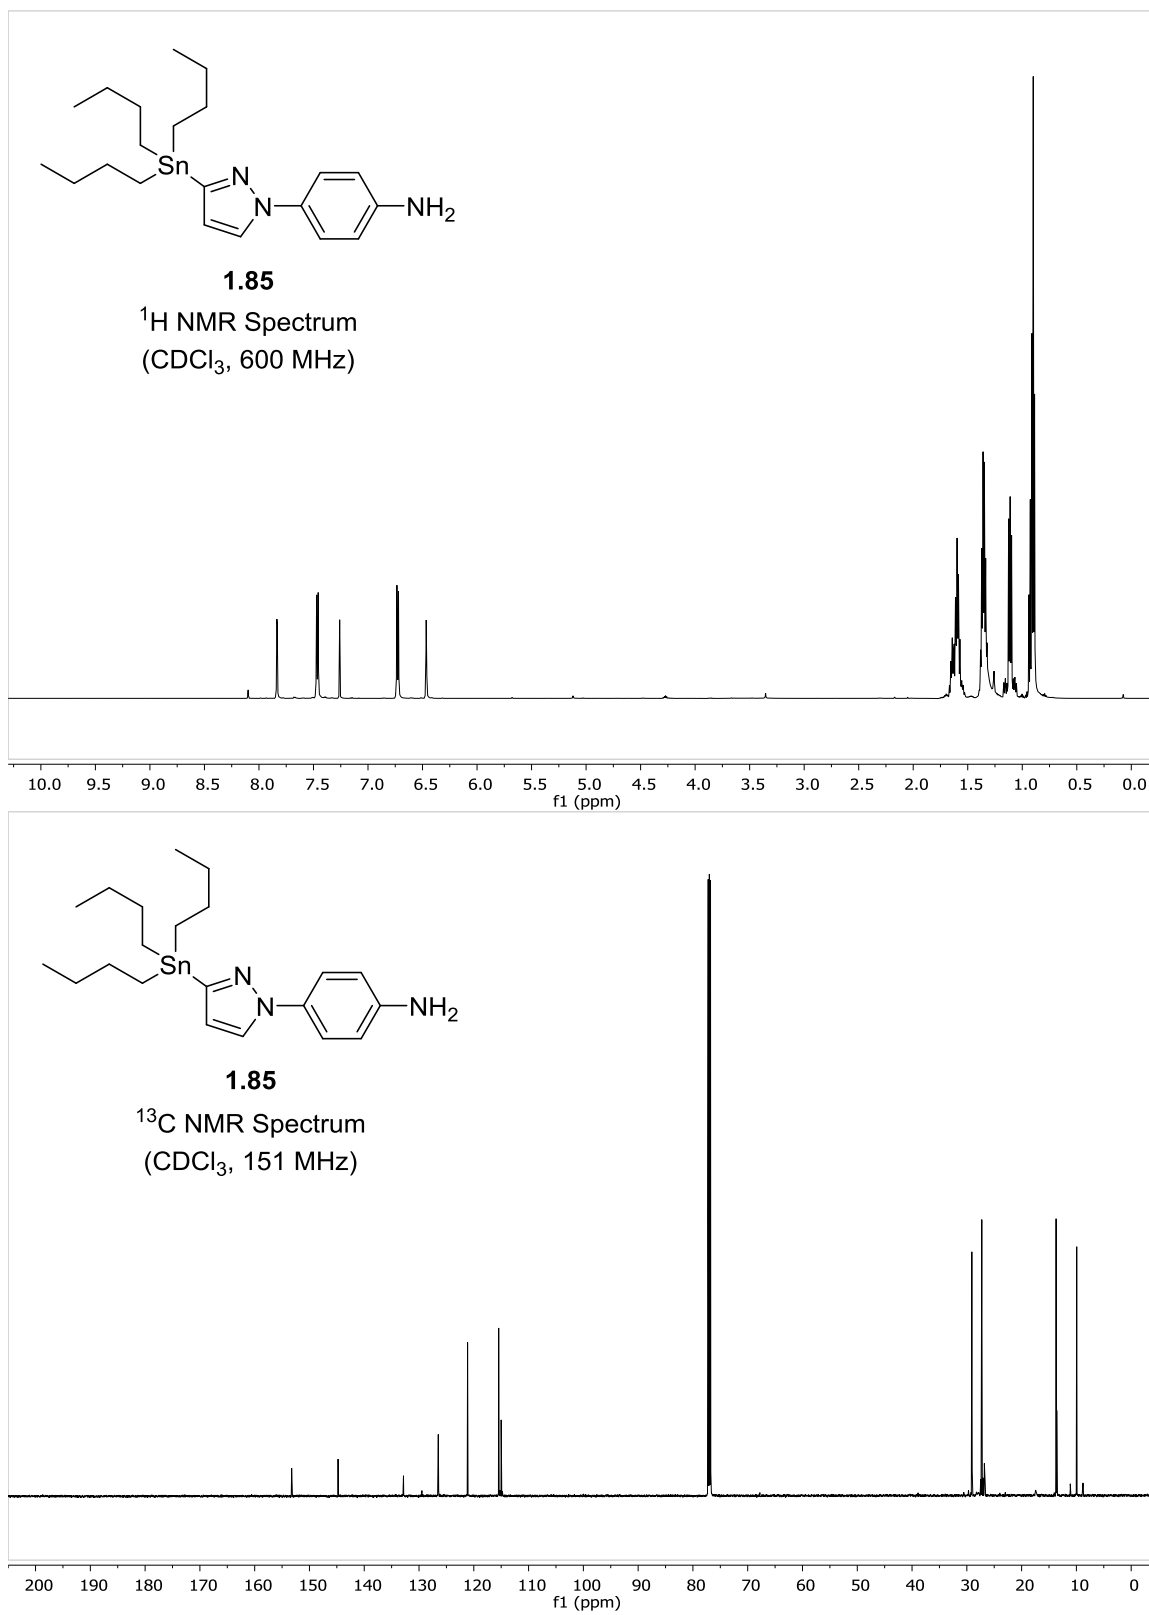 Sn
N
N
NH2
1.85
1H NMR Spectrum
(CDCl3, 600 MHz)
10.0 9.5 9.0 8.5 8.0 7.5 7.0 6.5 6.0 5.5 5.0 4.5 4.0 3.5 3.0 2.5 2.0 1.5 1.0 0.5 0.0
f1 (ppm)
Sn
N
N
NH2
1.85
13C NMR Spectrum
(CDCl3, 151 MHz)
200 190 180 170 160 150 140 130 120 110 100 90 80 70 60 50 40 30 20 10 0
f1 (ppm)